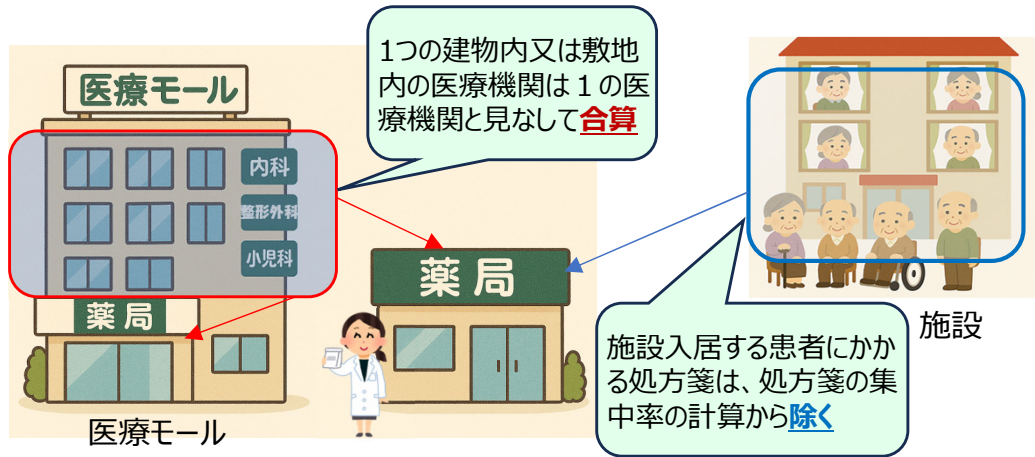 医療モール
内科
整形外科
小児科
薬局
医療モール
1つの建物内又は敷地
内の医療機関は１の医
療機関と見なして合算
薬局
施設
施設入居する患者にかか
る処方箋は、処方箋の集
中率の計算から除く